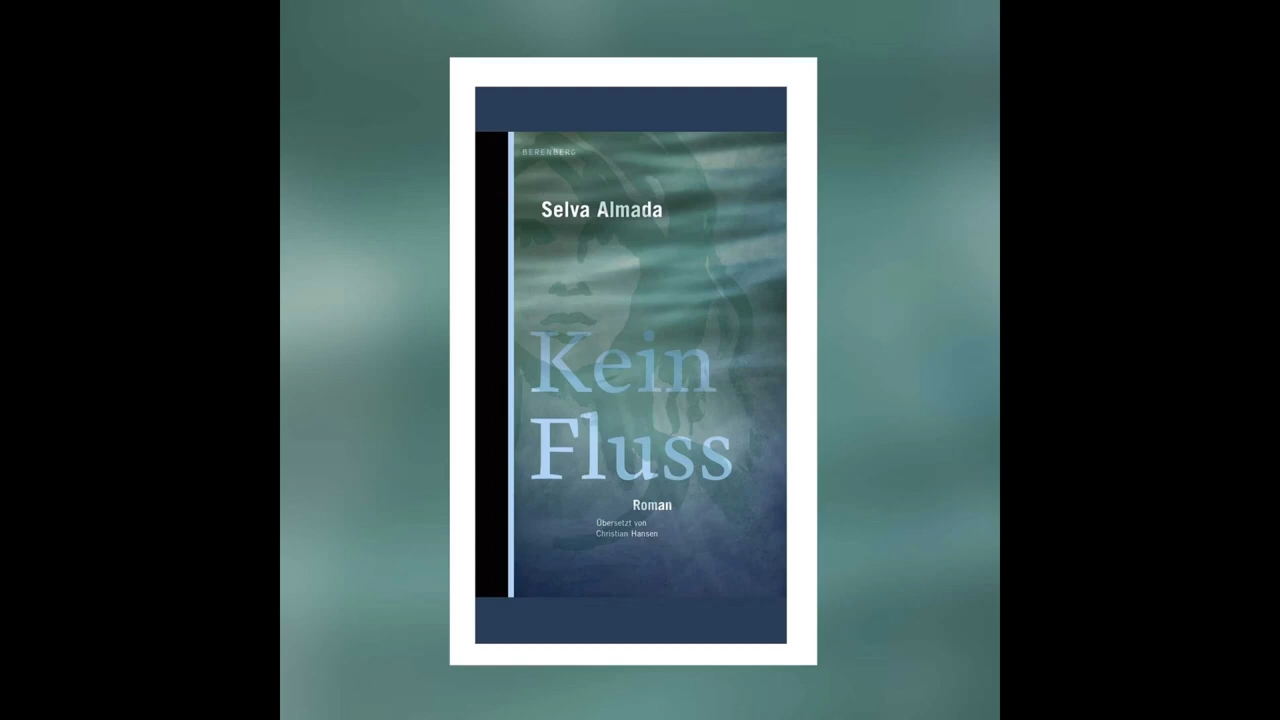 BERENBERG
Selva Almada
Kein
Fluss
Roman
Übersetzt von
Christian Hansen